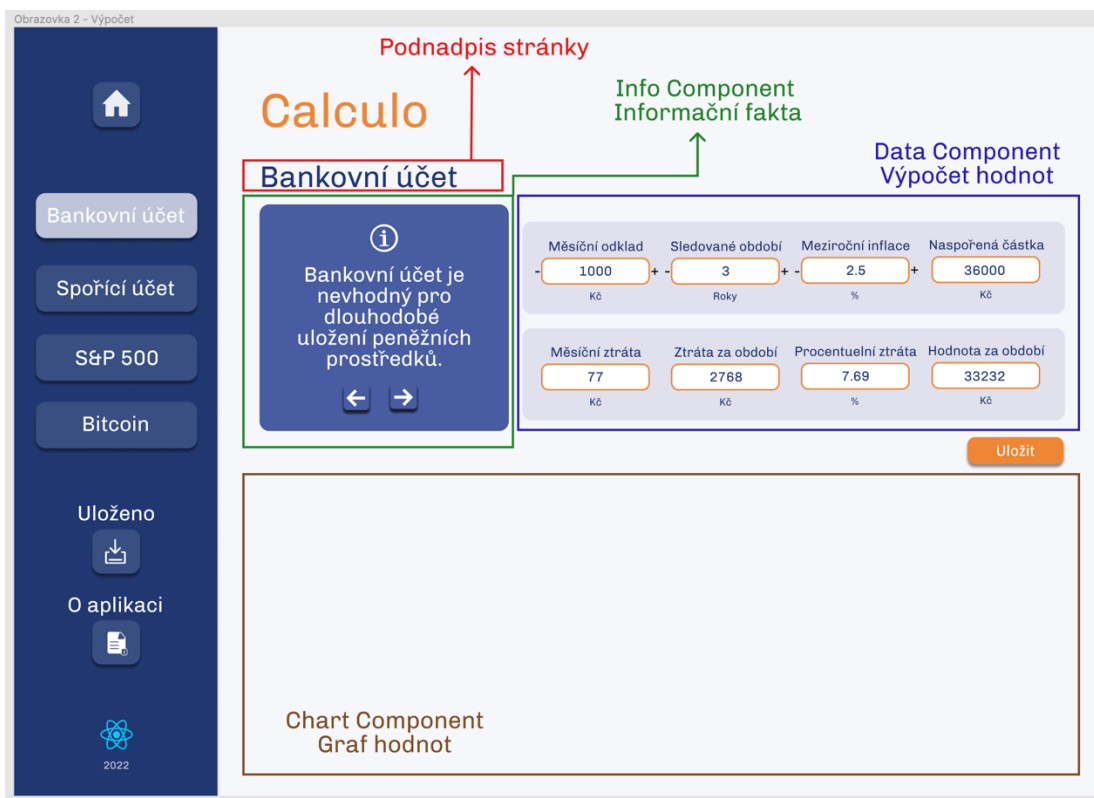 Obrazovka 2 - Výpočet
Podnadpis stránky
Info Component
Informační fakta
Calculo
Data Component
Výpočet hodnot
Bankovní účet
Bankovní účet
Spořící účet
S&P 500
Bitcoin
Uloženo
O aplikaci
2022
Bankovní účet je
nevhodný pro
dlouhodobé
uložení peněžních
prostředků.
Měsíční odklad Sledované období Meziroční inflace Naspořená částka
- 1000 + - 3 + - 2.5 + 36000
Kč Roky % Kč
Měsíční ztráta Ztráta za období Procentuelní ztráta Hodnota za období
77 2768 7.69 33232
Kč Kč % Kč
Uložit
Chart Component
Graf hodnot